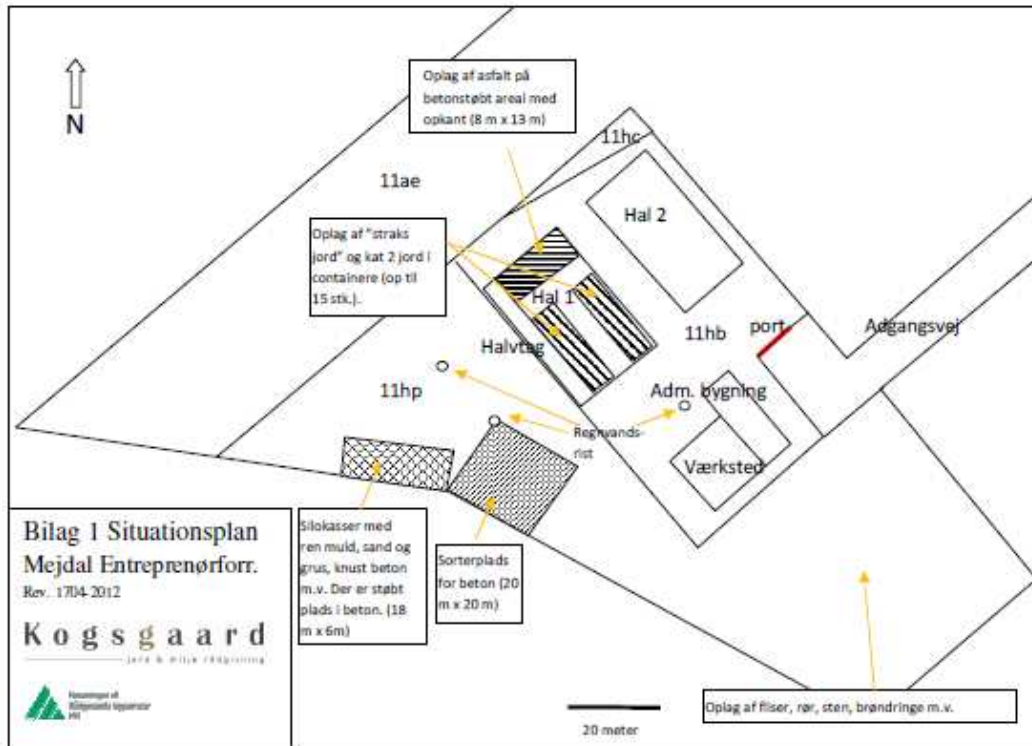 Oplag af asfalt på
betonstøbt areal med
opkant (8 m x 13 m)
N
11hc
11ae
Hal 2
Oplag af "straks
jord" og kat 2 jord i
containere (op til
15 stk.).
Hal 1
11hb
port
Adgangsvej
Halvtag
11hp
Adm. bygning
Regnvands-
rist
Værksted
Silokasser med
ren muld, sand og
grus, knust beton
m.v. Der er støbt
plads i beton. (18
m x 6m)
Sorterplads
for beton (20
m x 20 m)
Bilag 1 Situationsplan
Mejdal Entreprenørforr.
Rev. 1704-2012
Kogsgaard
jord & miljø rådgivning
Oplag af fliser, rør, sten, brøndringe m.v.
20 meter